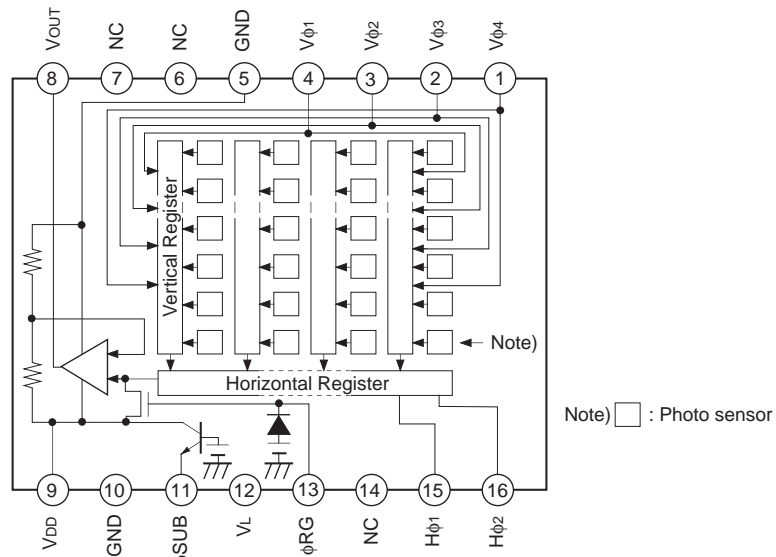 VOUT NC NC GND Vϕ1 Vϕ2 Vϕ3 Vϕ4
8 7 6 5 4 3 2 1
Vertical Register
Note)
Horizontal Register
Note) : Photo sensor
9 10 11 12 13 14 15 16
VDD GND ϕSUB VL ϕRG NC Hϕ1 Hϕ2